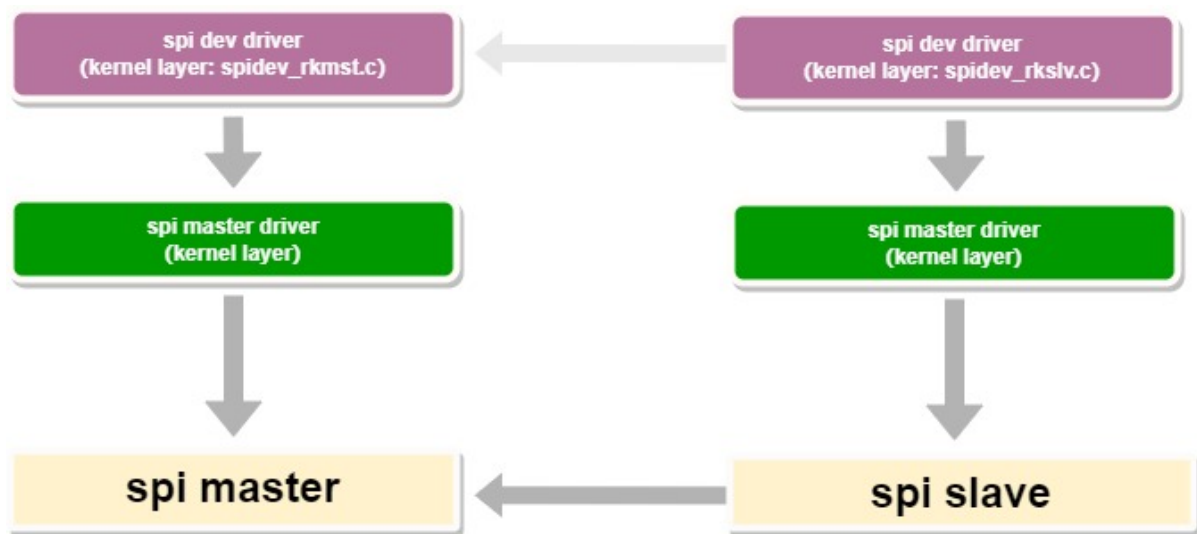 spi dev driver
(kernel layer: spidev_rkmst.c)
spi dev driver
(kernel layer: spidev_rkslv.c)
spi master driver
(kernel layer)
spi master driver
(kernel layer)
spi master
spi slave